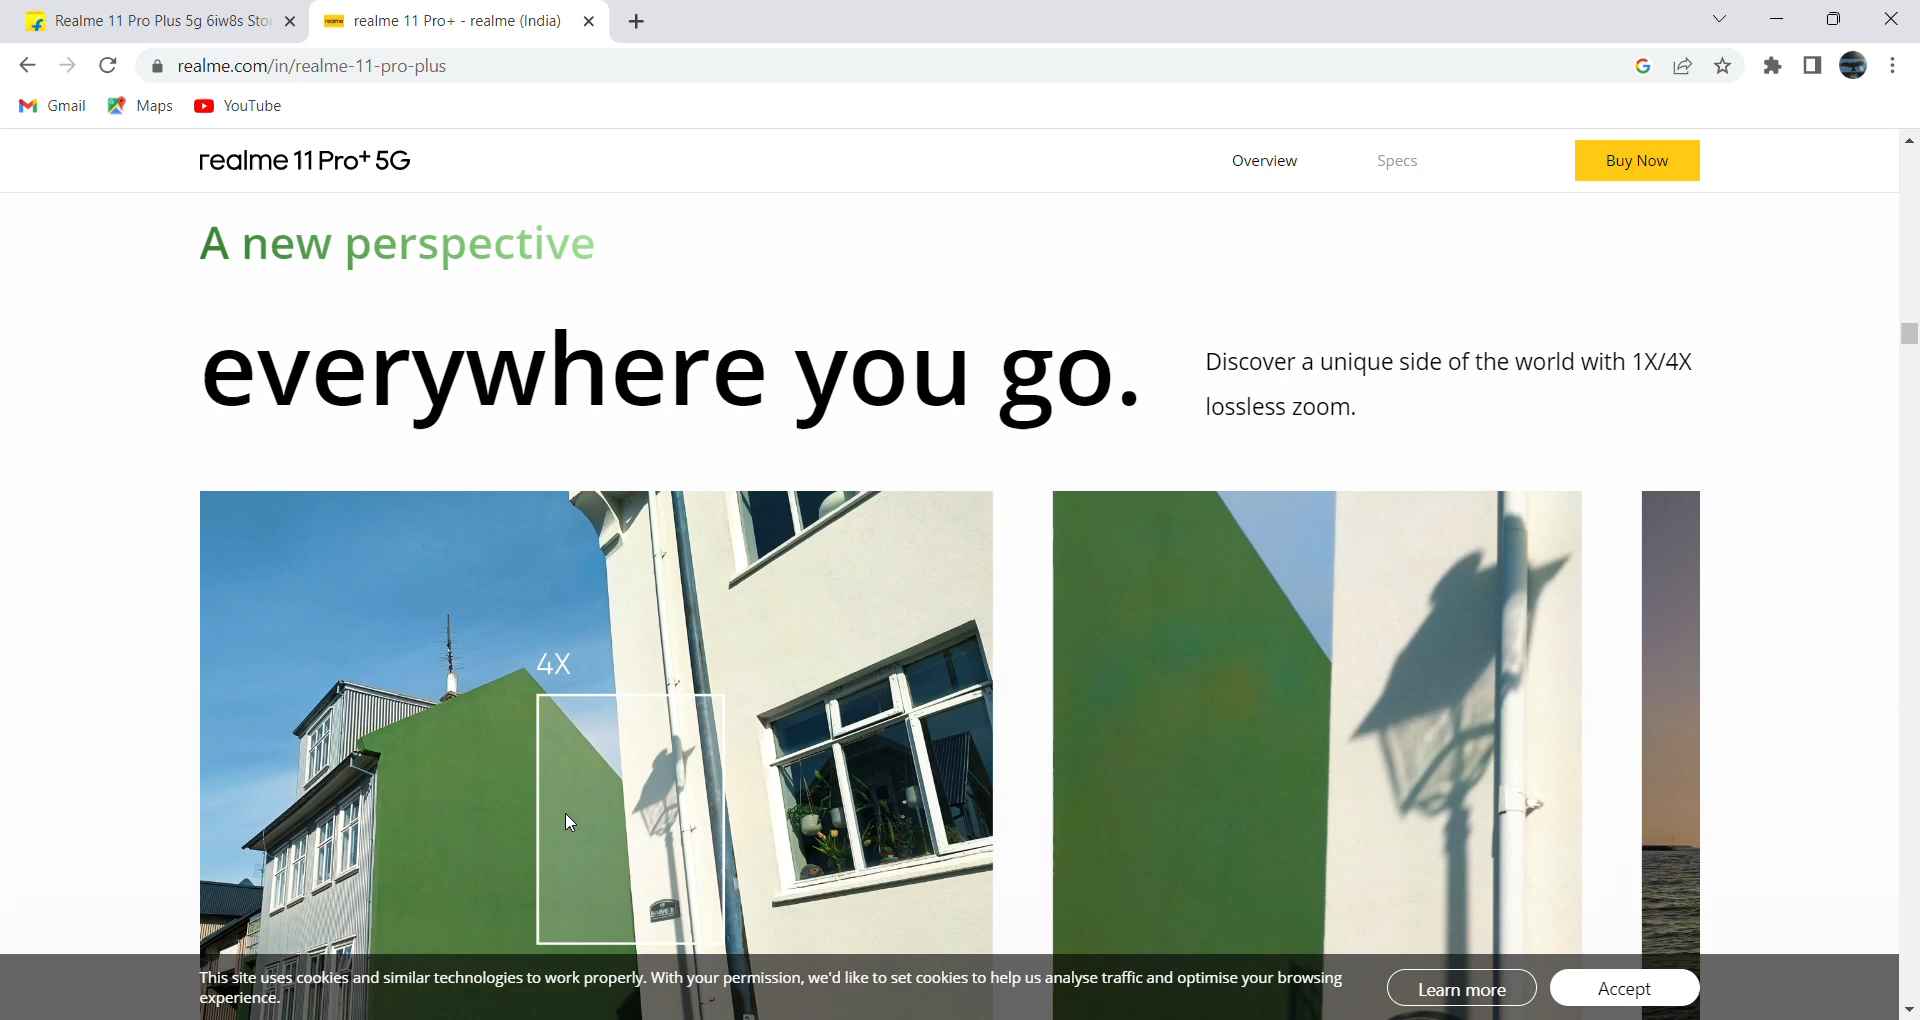 Realme 11 Pro Plus 5g 6iw8s Stor
realme 11 Pro+ - realme (India)
realme.com/in/realme-11-pro-plus
Gmail
Maps
YouTube
realme 11 Pro+ 5G
Overview
Specs
Buy Now
A new perspective
everywhere you go.
Discover a unique side of the world with 1X/4X
lossless zoom.
4X
This site uses cookies and similar technologies to work properly. With your permission, we'd like to set cookies to help us analyse traffic and optimise your browsing
experience.
Learn more
Accept